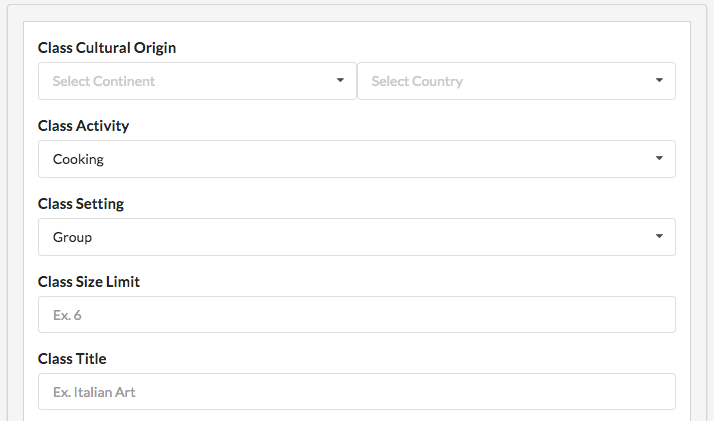 Class Cultural Origin
Select Continent Select Country
Class Activity
Cooking
Class Setting
Group
Class Size Limit
Ex. 6
Class Title
Ex. Italian Art